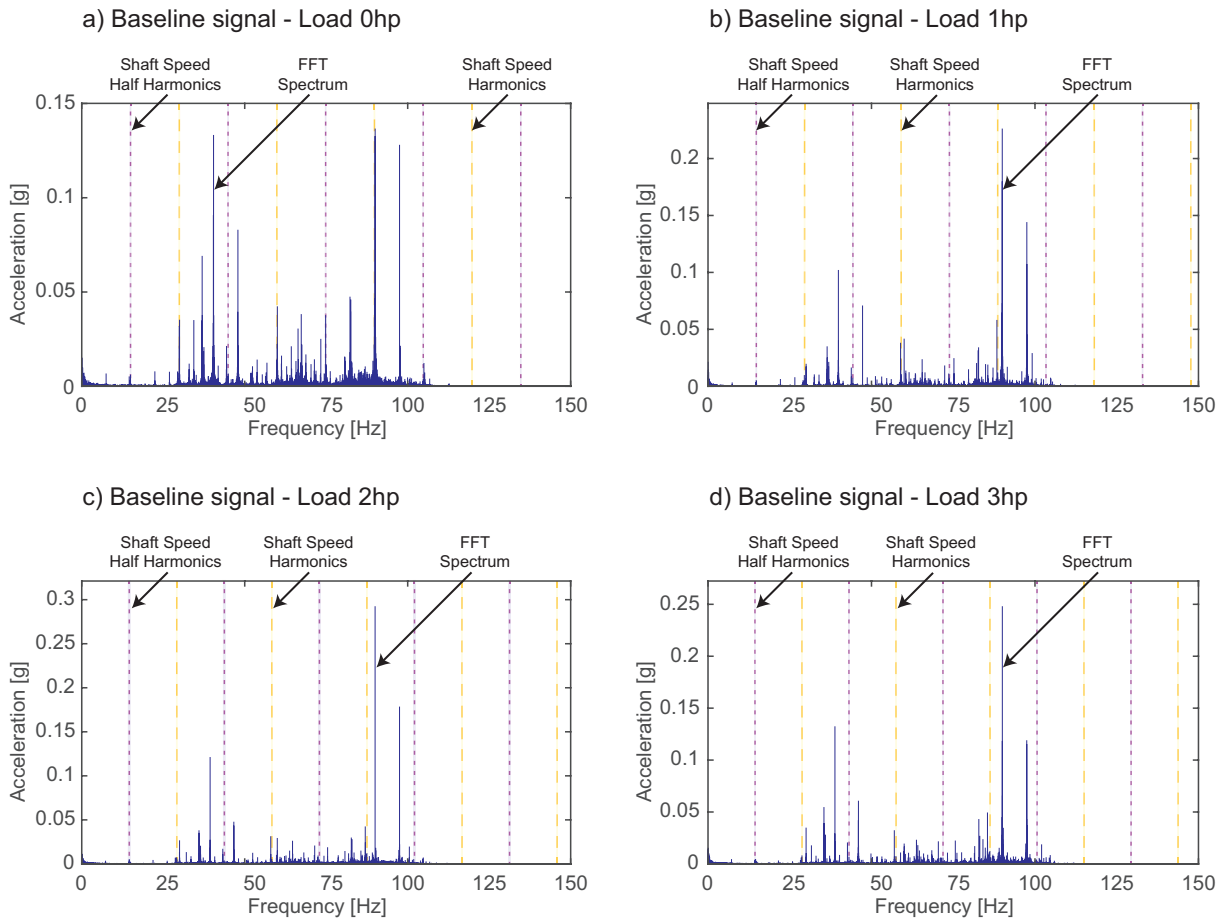 a) Baseline signal - Load 0hp
Shaft Speed
Half Harmonics
FFT
Spectrum
Shaft Speed
Harmonics
0.15
0.1
0.05
0
Acceleration [g]
0 25 50 75 100 125 150
Frequency [Hz]
b) Baseline signal - Load 1hp
Shaft Speed
Half Harmonics
Shaft Speed
Harmonics
FFT
Spectrum
0.2
0.15
0.1
0.05
0
Acceleration [g]
0 25 50 75 100 125 150
Frequency [Hz]
c) Baseline signal - Load 2hp
Shaft Speed
Half Harmonics
Shaft Speed
Harmonics
FFT
Spectrum
0.3
0.25
0.2
0.15
0.1
0.05
0
Acceleration [g]
0 25 50 75 100 125 150
Frequency [Hz]
d) Baseline signal - Load 3hp
Shaft Speed
Half Harmonics
Shaft Speed
Harmonics
FFT
Spectrum
0.25
0.2
0.15
0.1
0.05
0
Acceleration [g]
0 25 50 75 100 125 150
Frequency [Hz]